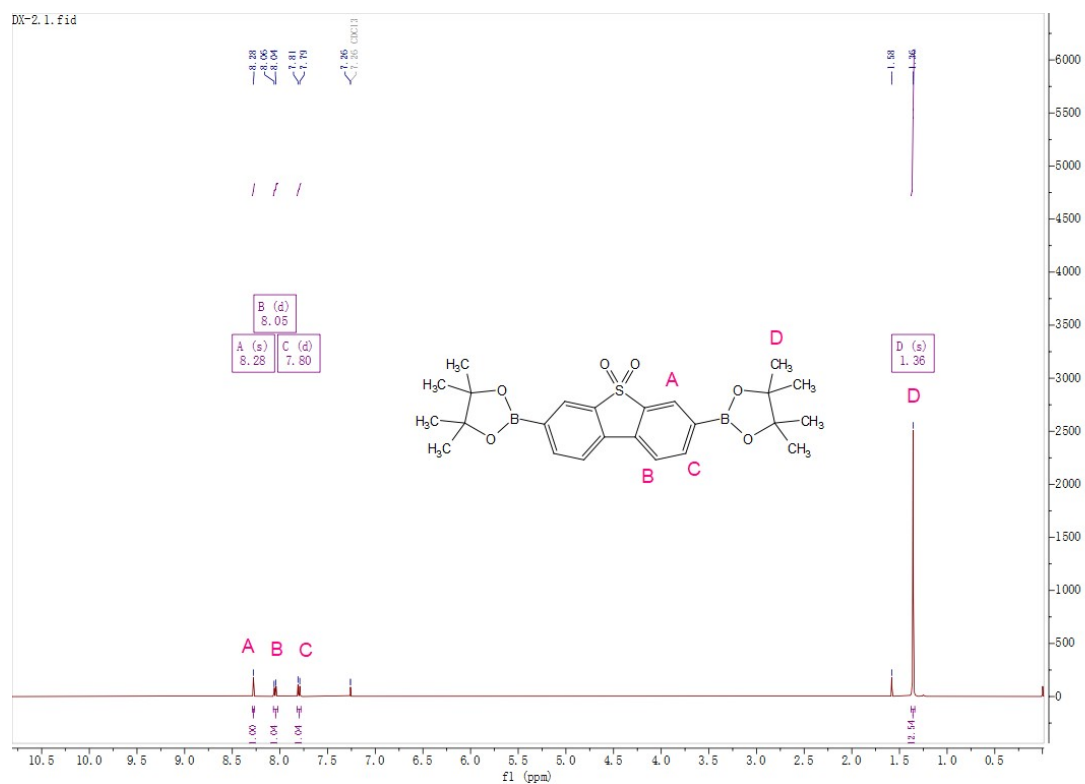 DX-2.1.fid
8.28
8.06
8.04
7.81
7.79
7.26
7.26 CDCl3
1.58
1.36
6000
5500
5000
4500
4000
3500
3000
2500
2000
1500
1000
500
0
B (d)
8.05
A (s)
8.28
C (d)
7.80
D (s)
1.36
D
D
A
B
C
O O
S
H3C
CH3
H3C
H3C
CH3
O
B
O
B
O
O
CH3
CH3
CH3
CH3
A
B
C
1.00
1.04
1.04
12.54
10.5 10.0 9.5 9.0 8.5 8.0 7.5 7.0 6.5 6.0 5.5 5.0 4.5 4.0 3.5 3.0 2.5 2.0 1.5 1.0 0.5
f1 (ppm)